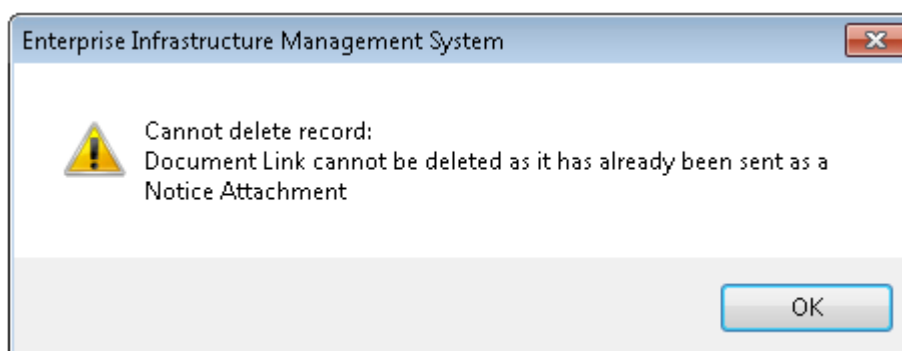 Enterprise Infrastructure Management System
Cannot delete record:
Document Link cannot be deleted as it has already been sent as a
Notice Attachment
OK